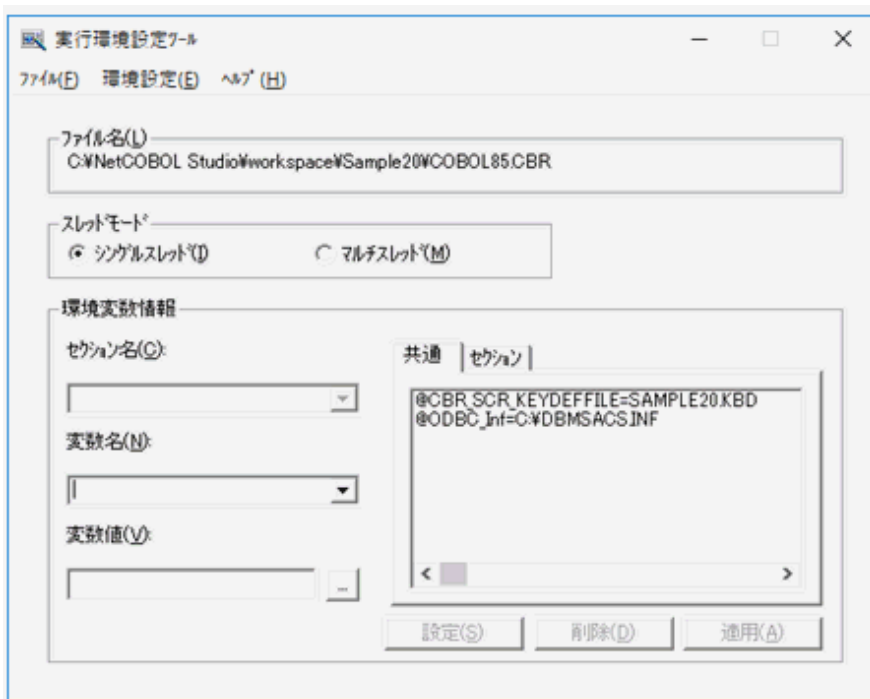 実行環境設定ﾂｰﾙ
ﾌｧｲﾙ(F) 環境設定(E) ﾍﾙﾌﾟ(H)
ﾌｧｲﾙ名(L)
C:¥NetCOBOL Studio¥workspace¥Sample20¥COBOL85.CBR
ｽﾚｯﾄﾞﾓｰﾄﾞ
ｼﾝｸﾞﾙｽﾚｯﾄﾞ(I) ﾏﾙﾁｽﾚｯﾄﾞ(M)
環境変数情報
ｾｸｼｮﾝ名(C):
共通 ｾｸｼｮﾝ
@CBR_SCR_KEYDEFFILE=SAMPLE20.KBD
@ODBC_Inf=C:¥DBMSACS.INF
変数名(N):
変数値(V):
...
設定(S) 削除(D) 適用(A)